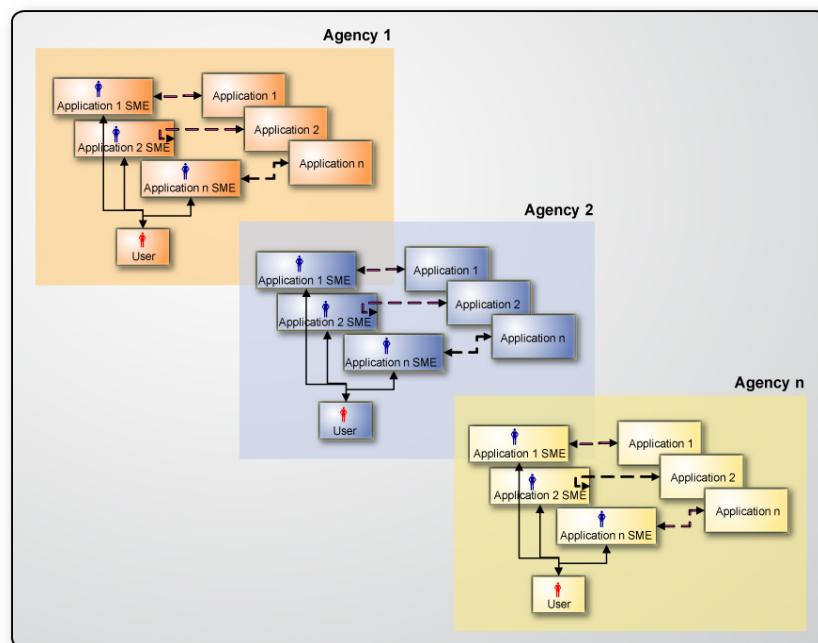 Agency 1
Application 1 SME
Application 1
Application 2 SME
Application 2
Application n SME
Application n
User
Agency 2
Application 1 SME
Application 1
Application 2 SME
Application 2
Application n SME
Application n
User
Agency n
Application 1 SME
Application 1
Application 2 SME
Application 2
Application n SME
Application n
User